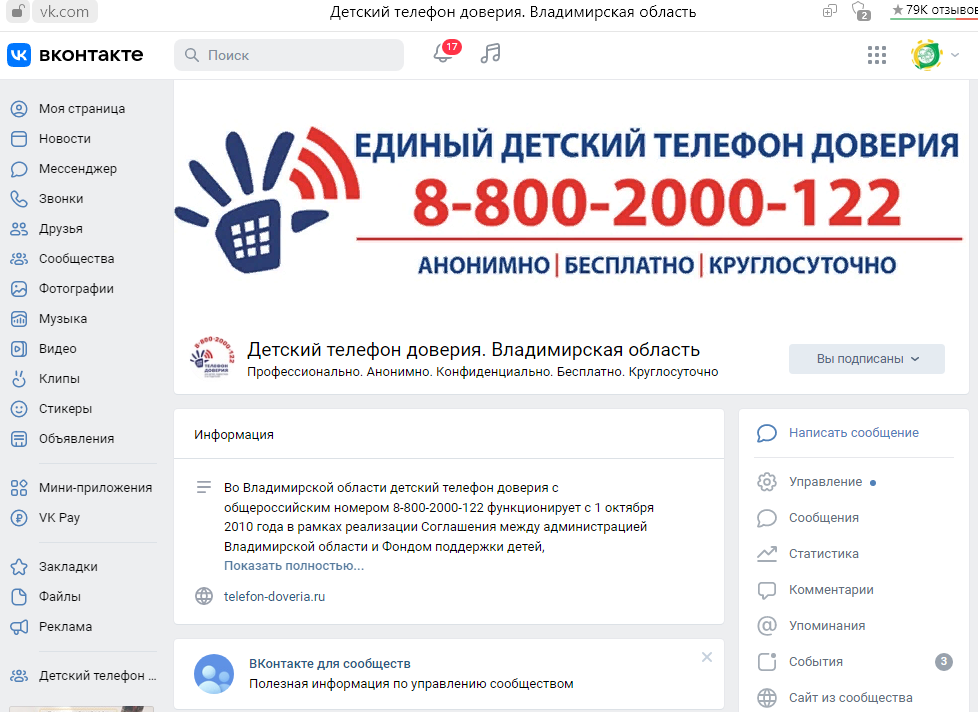 vk.com
Детский телефон доверия. Владимирская область
2
★ 79K отзывов
вконтакте
Поиск
17
Моя страница
Новости
Мессенджер
Звонки
Друзья
Сообщества
Фотографии
Музыка
Видео
Клипы
Стикеры
Объявления
Мини-приложения
VK Pay
Закладки
Файлы
Реклама
Детский телефон ...
ЕДИНЫЙ ДЕТСКИЙ ТЕЛЕФОН ДОВЕРИЯ
8-800-2000-122
АНОНИМНО | БЕСПЛАТНО | КРУГЛОСУТОЧНО
8-800-2000-122
ТЕЛЕФОН
ДОВЕРИЯ
Детский телефон доверия. Владимирская область
Профессионально. Анонимно. Конфиденциально. Бесплатно. Круглосуточно
Вы подписаны
Информация
Во Владимирской области детский телефон доверия с
общероссийским номером 8-800-2000-122 функционирует с 1 октября
2010 года в рамках реализации Соглашения между администрацией
Владимирской области и Фондом поддержки детей,
Показать полностью...
telefon-doveria.ru
ВКонтакте для сообществ
Полезная информация по управлению сообществом
Написать сообщение
Управление
Сообщения
Статистика
Комментарии
Упоминания
События
3
Сайт из сообщества